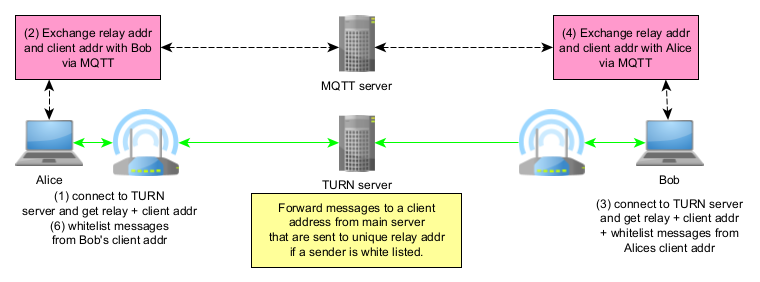 (2) Exchange relay addr
and client addr with Bob
via MQTT
(4) Exchange relay addr
and client addr with Alice
via MQTT
MQTT server
Alice
TURN server
Bob
(1) connect to TURN
server and get relay + client addr
(6) whitelist messages
from Bob's client addr
Forward messages to a client
address from main server
that are sent to unique relay addr
if a sender is white listed.
(3) connect to TURN server
and get relay + client addr
+ whitelist messages from
Alices client addr